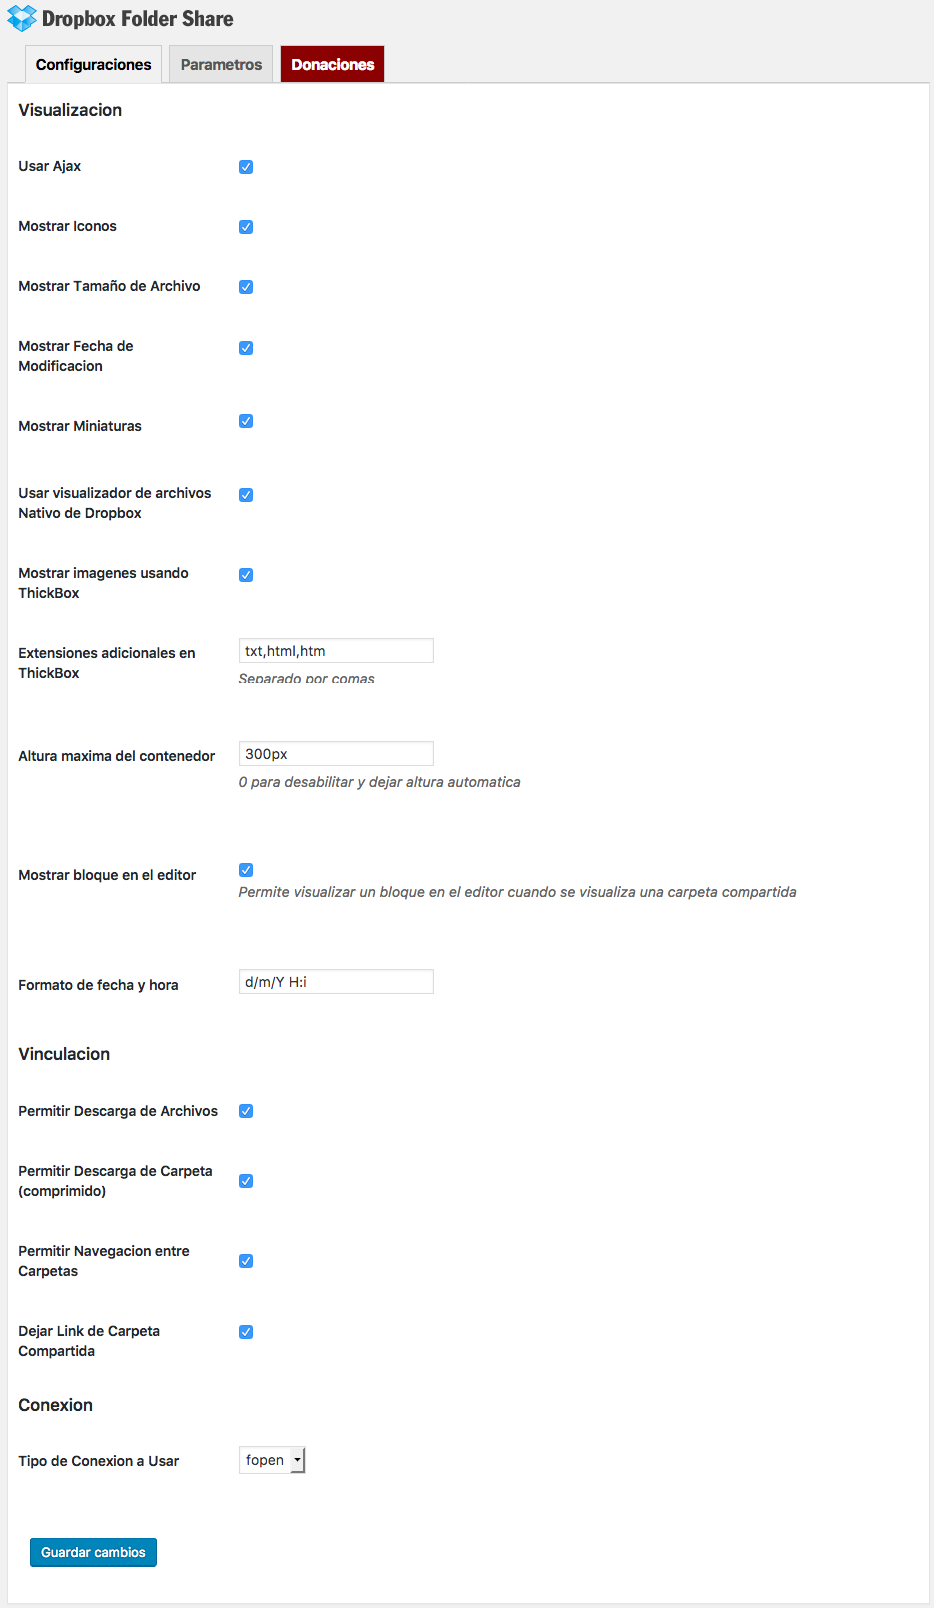 Dropbox Folder Share
Configuraciones
Parametros
Donaciones
Visualizacion
Usar Ajax
Mostrar Iconos
Mostrar Tamaño de Archivo
Mostrar Fecha de
Modificacion
Mostrar Miniaturas
Usar visualizador de archivos
Nativo de Dropbox
Mostrar imagenes usando
ThickBox
Extensiones adicionales en
ThickBox
txt,html,htm
Separado por comas
Altura maxima del contenedor
300px
0 para desabilitar y dejar altura automatica
Mostrar bloque en el editor
Permite visualizar un bloque en el editor cuando se visualiza una carpeta compartida
Formato de fecha y hora
d/m/Y H:i
Vinculacion
Permitir Descarga de Archivos
Permitir Descarga de Carpeta
(comprimido)
Permitir Navegacion entre
Carpetas
Dejar Link de Carpeta
Compartida
Conexion
Tipo de Conexion a Usar
fopen
Guardar cambios